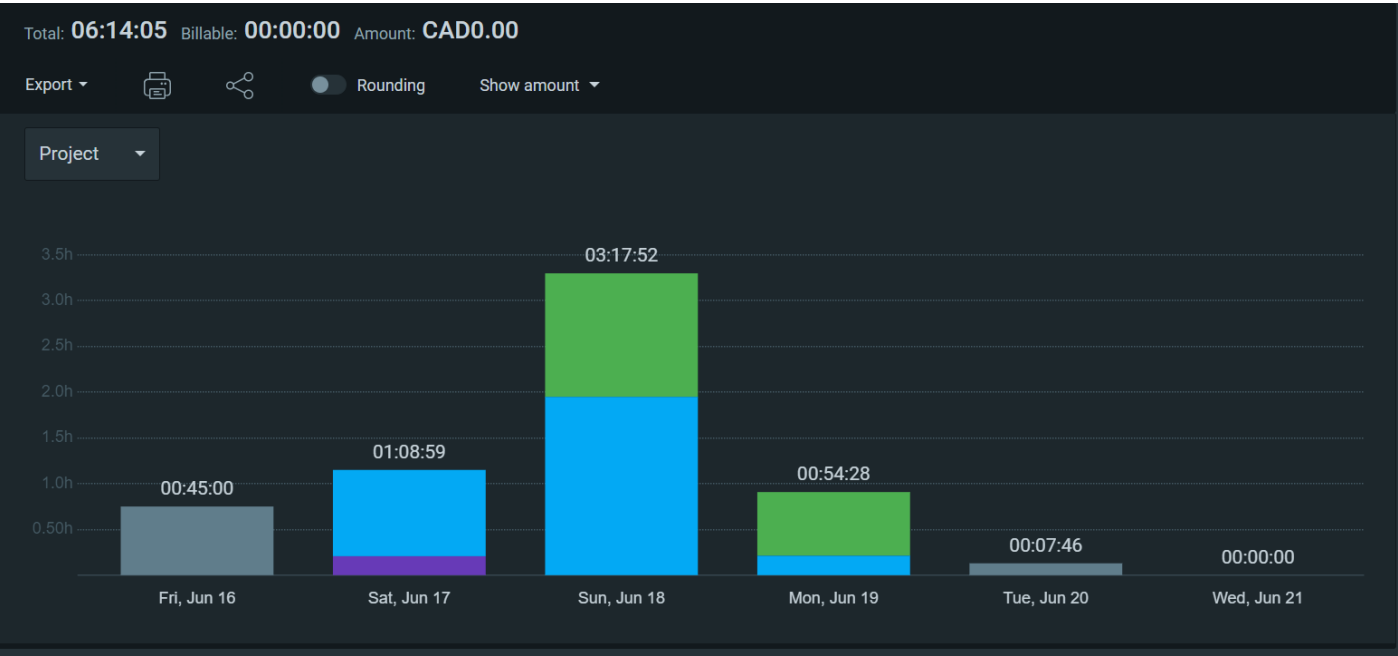 Total: 06:14:05 Billable: 00:00:00 Amount: CAD0.00
Export Rounding Show amount
Project
3.5h
03:17:52
3.0h
2.5h
2.0h
1.5h
01:08:59
1.0h
00:45:00
00:54:28
0.50h
00:07:46
00:00:00
Fri, Jun 16 Sat, Jun 17 Sun, Jun 18 Mon, Jun 19 Tue, Jun 20 Wed, Jun 21